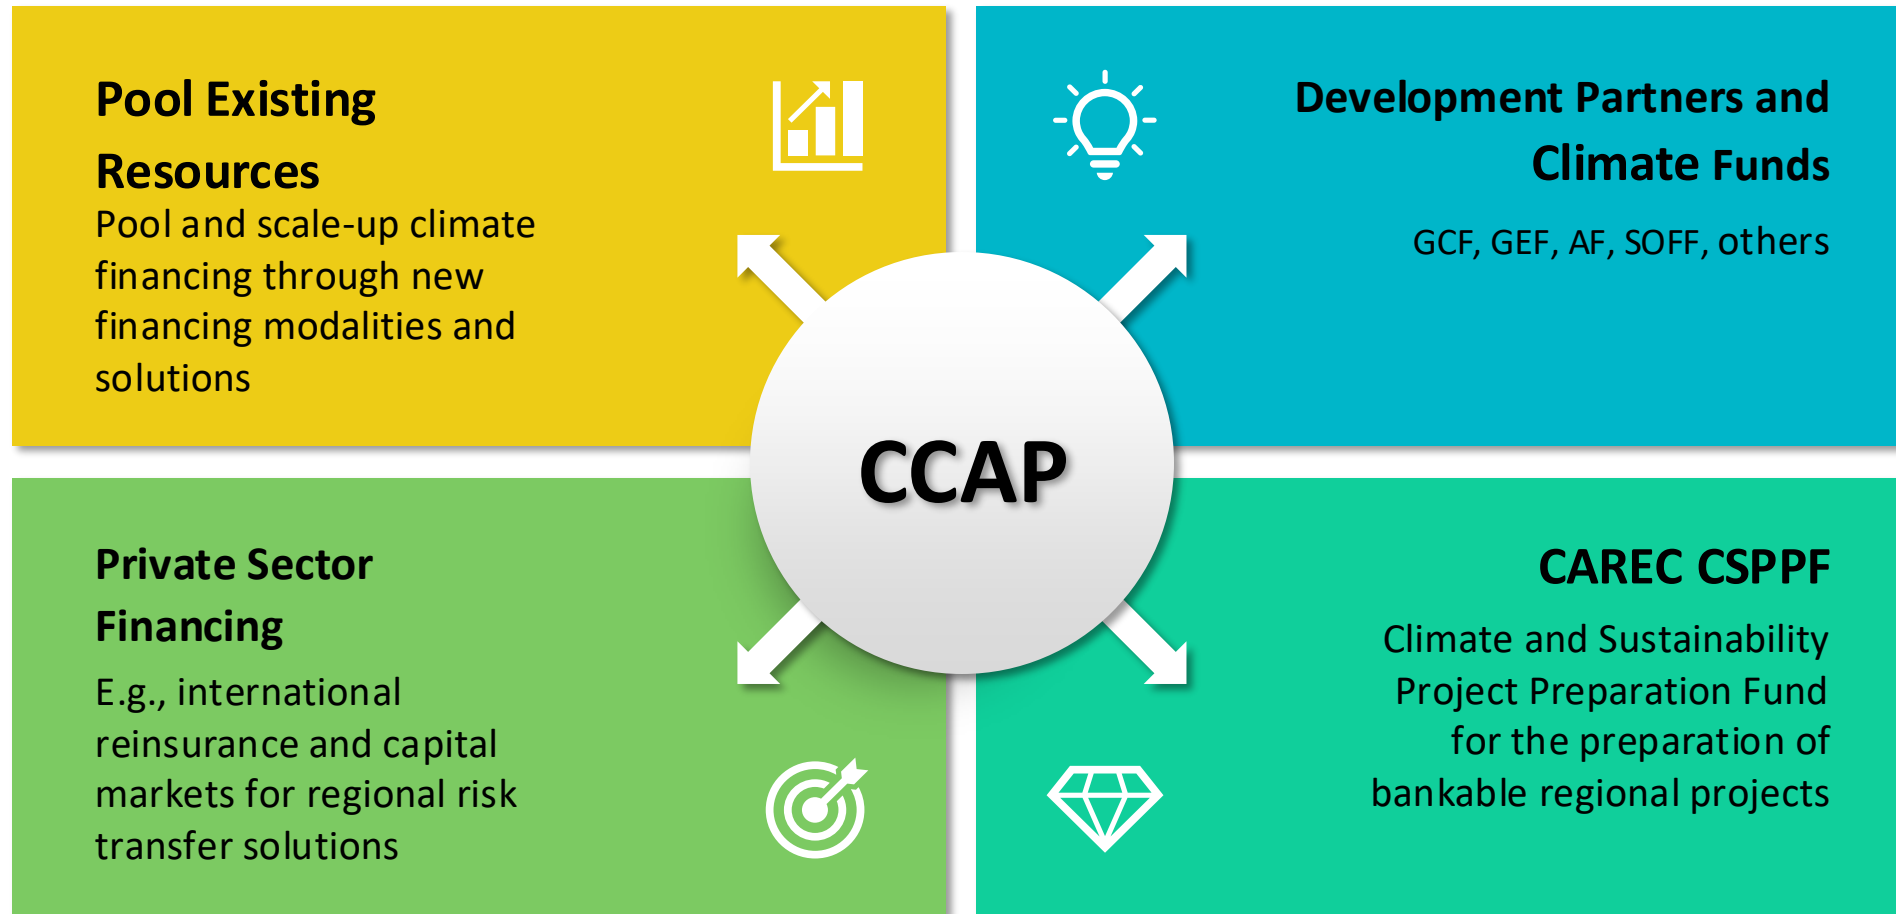 Pool Existing
Resources
Pool and scale-up climate
financing through new
financing modalities and
solutions
Development Partners and
Climate Funds
GCF, GEF, AF, SOFF, others
CCAP
Private Sector
Financing
E.g., international
reinsurance and capital
markets for regional risk
transfer solutions
CAREC CSPPF
Climate and Sustainability
Project Preparation Fund
for the preparation of
bankable regional projects